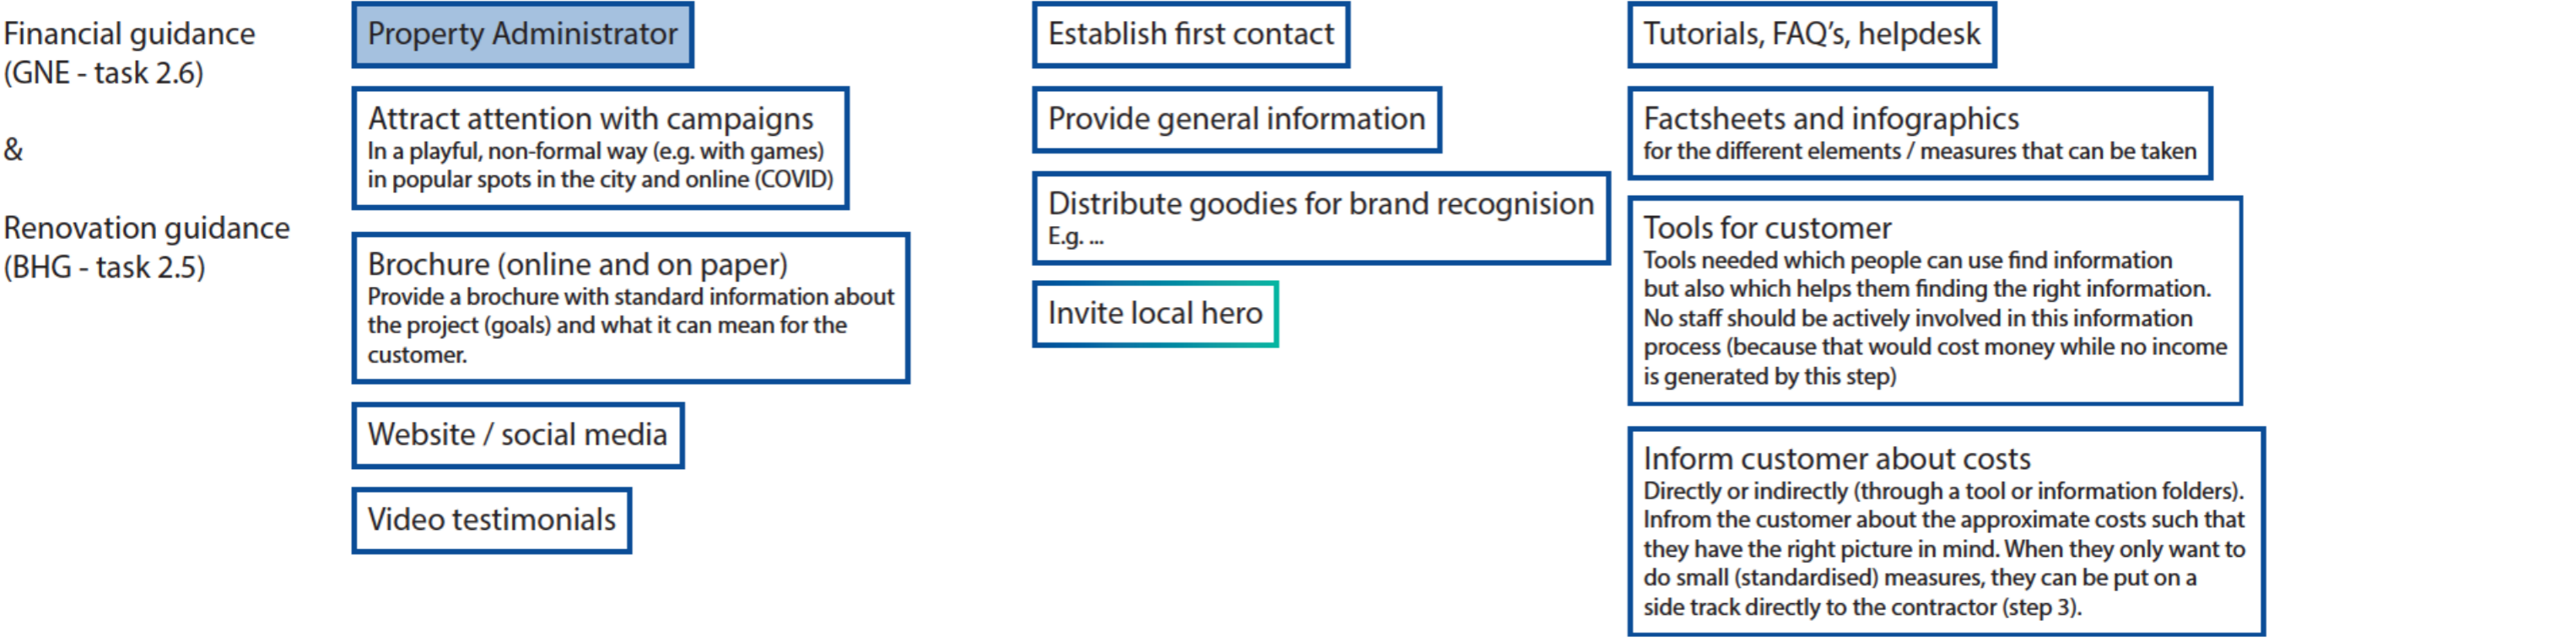 Financial guidance
(GNE - task 2.6)
&
Renovation guidance
(BHG - task 2.5)
Property Administrator
Attract attention with campaigns
In a playful, non-formal way (e.g. with games)
in popular spots in the city and online (COVID)
Brochure (online and on paper)
Provide a brochure with standard information about
the project (goals) and what it can mean for the
customer.
Website / social media
Video testimonials
Establish first contact
Provide general information
Distribute goodies for brand recognision
E.g. ...
Invite local hero
Tutorials, FAQ's, helpdesk
Factsheets and infographics
for the different elements / measures that can be taken
Tools for customer
Tools needed which people can use find information
but also which helps them finding the right information.
No staff should be actively involved in this information
process (because that would cost money while no income
is generated by this step)
Inform customer about costs
Directly or indirectly (through a tool or information folders).
Infrom the customer about the approximate costs such that
they have the right picture in mind. When they only want to
do small (standardised) measures, they can be put on a
side track directly to the contractor (step 3).